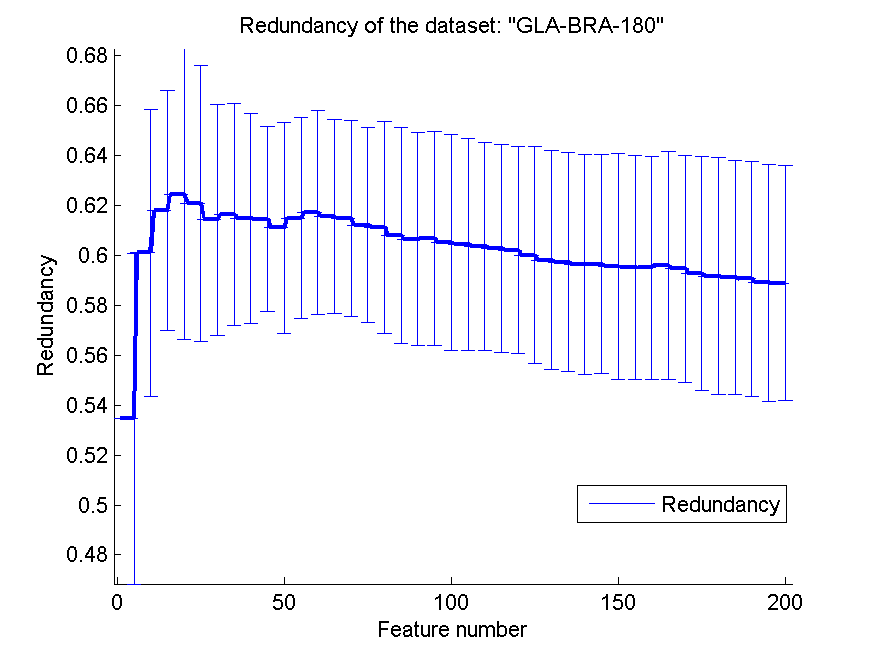 Redundancy of the dataset: "GLA-BRA-180"
0.68
0.66
0.64
0.62
0.6
0.58
0.56
0.54
0.52
0.5
0.48
Redundancy
Redundancy
0 50 100 150 200
Feature number